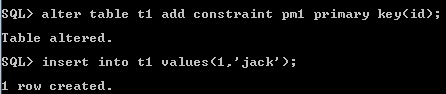 SQL> alter table t1 add constraint pm1 primary key(id);
Table altered.
SQL> insert into t1 values(1,'jack');
1 row created.